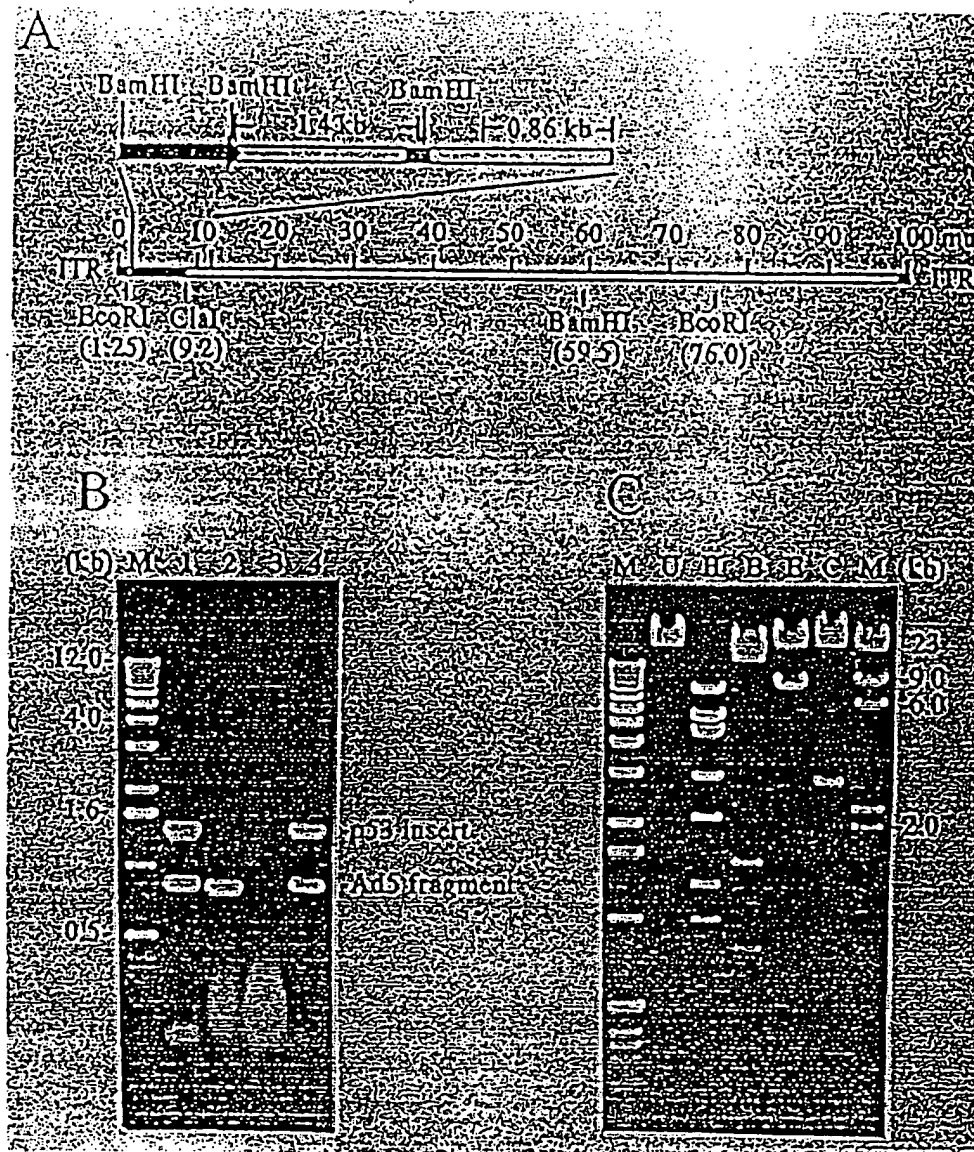 A
BamHI BamHI BamHI
1.4 kb 0.86 kb
0 10 20 30 40 50 60 70 80 90 100 mu
ITR ITR
EcoRI ClaI BamHI EcoRI
(1.25) (9.2) (59.5) (76.0)
B
(kb) M 1 2 3 4
12.0
4.0
1.6
p53 insert
Ad5 fragment
0.5
C
M U H B E C M (kb)
23
9.0
6.0
2.0